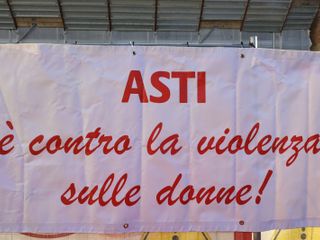 ASTI
è contro la violenza
sulle donne!